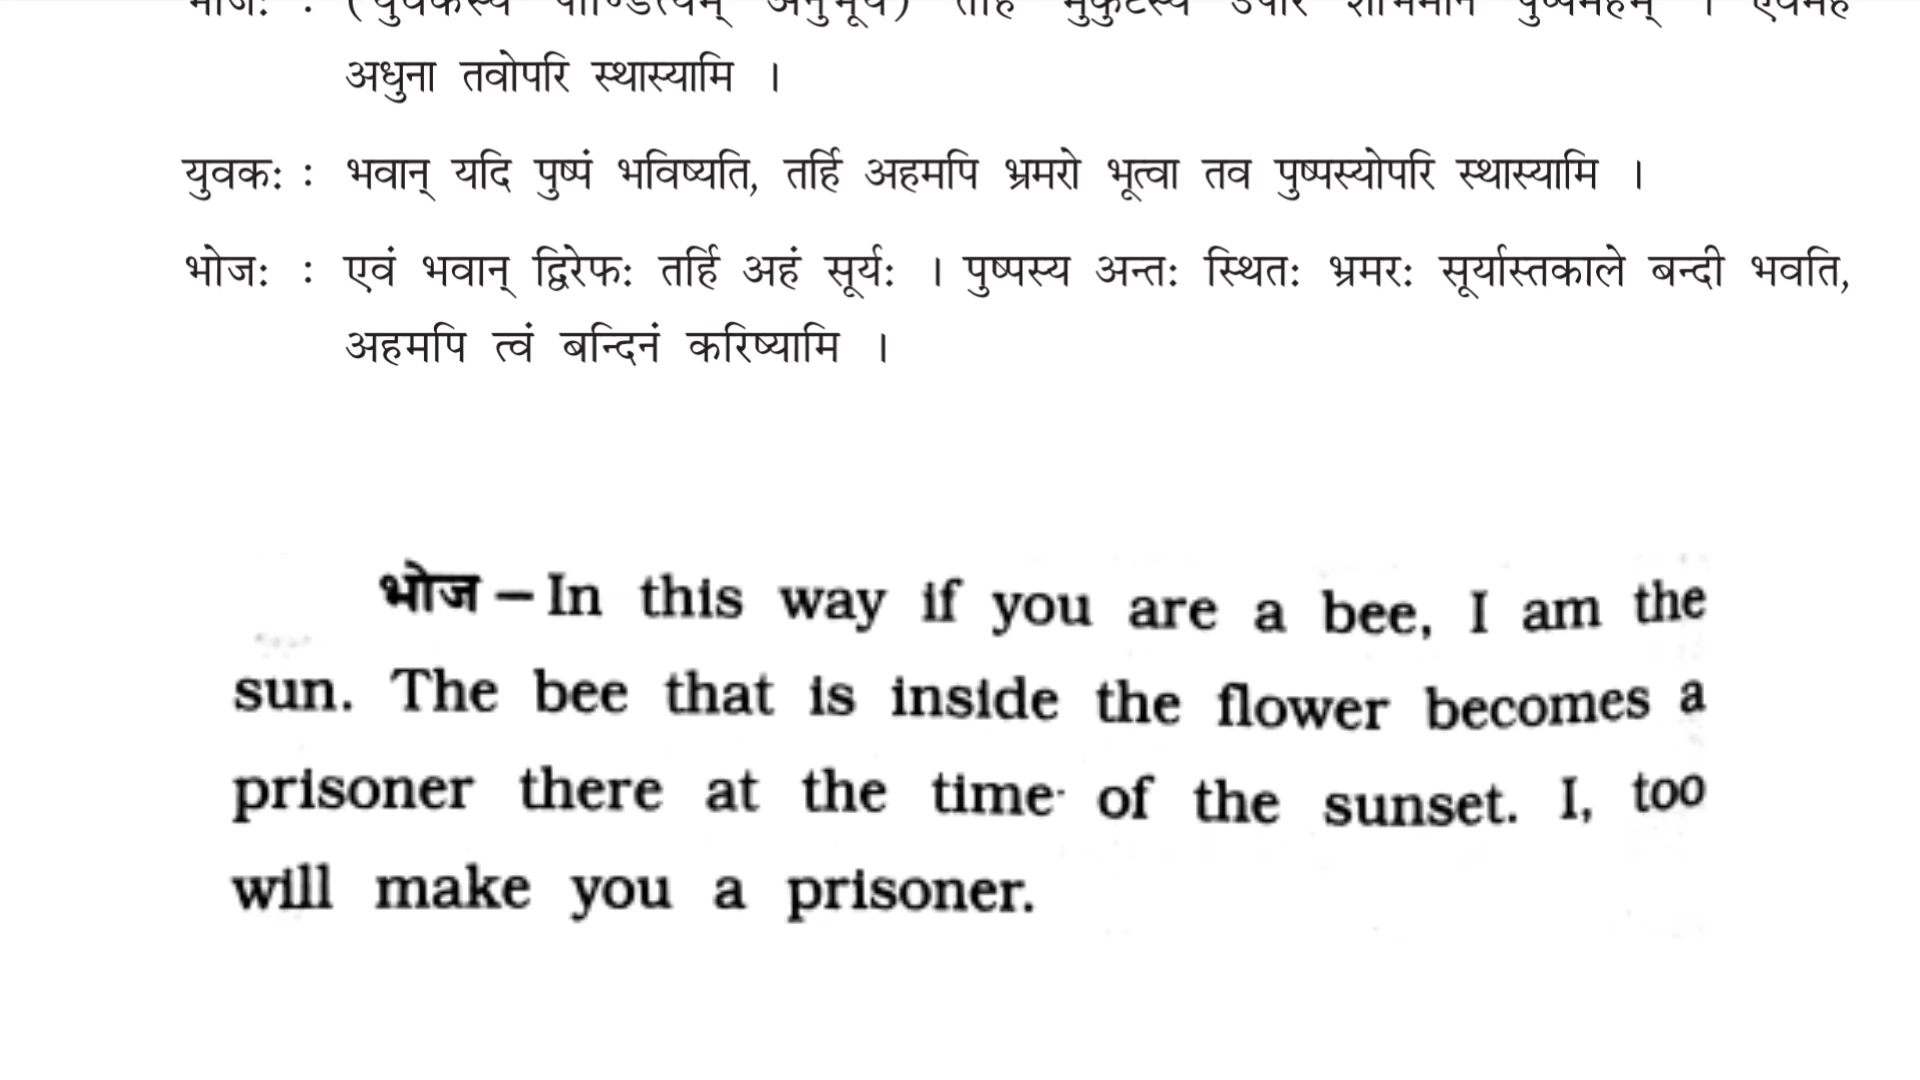 भोजः : (युवकस्य पाण्डित्यम् अनुभूय) तर्हि मुकुटस्य उपरि शोभमानं पुष्पमहम् । एवमहं
अधुना तवोपरि स्थास्यामि ।
युवकः : भवान् यदि पुष्पं भविष्यति, तर्हि अहमपि भ्रमरो भूत्वा तव पुष्पस्योपरि स्थास्यामि ।
भोजः : एवं भवान् द्विरेफः तर्हि अहं सूर्यः । पुष्पस्य अन्तः स्थितः भ्रमरः सूर्यास्तकाले बन्दी भवति,
अहमपि त्वं बन्दिनं करिष्यामि ।
भोज – In this way if you are a bee, I am the
sun. The bee that is inside the flower becomes a
prisoner there at the time of the sunset. I, too
will make you a prisoner.